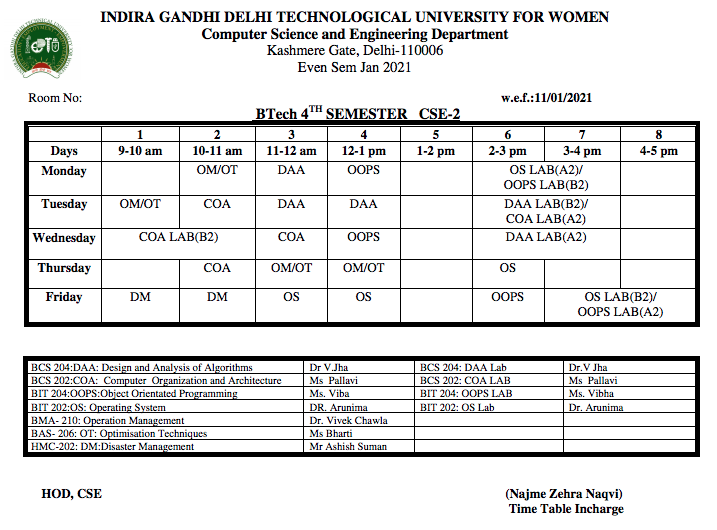 INDIRA GANDHI DELHI TECHNOLOGICAL UNIVERSITY FOR WOMEN
Computer Science and Engineering Department
Kashmere Gate, Delhi-110006
Even Sem Jan 2021
Room No: w.e.f.:11/01/2021
BTech 4TH SEMESTER CSE-2
1 2 3 4 5 6 7 8
Days 9-10 am 10-11 am 11-12 am 12-1 pm 1-2 pm 2-3 pm 3-4 pm 4-5 pm
Monday OM/OT DAA OOPS OS LAB(A2)/
OOPS LAB(B2)
Tuesday OM/OT COA DAA DAA DAA LAB(B2)/
COA LAB(A2)
Wednesday COA LAB(B2) COA OOPS DAA LAB(A2)
Thursday COA OM/OT OM/OT OS
Friday DM DM OS OS OOPS OS LAB(B2)/
OOPS LAB(A2)
BCS 204:DAA: Design and Analysis of Algorithms Dr V.Jha BCS 204: DAA Lab Dr.V Jha
BCS 202:COA: Computer Organization and Architecture Ms Pallavi BCS 202: COA LAB Ms Pallavi
BIT 204:OOPS:Object Orientated Programming Ms. Viba BIT 204: OOPS LAB Ms. Vibha
BIT 202:OS: Operating System DR. Arunima BIT 202: OS Lab Dr. Arunima
BMA- 210: Operation Management Dr. Vivek Chawla
BAS- 206: OT: Optimisation Techniques Ms Bharti
HMC-202: DM:Disaster Management Mr Ashish Suman
HOD, CSE (Najme Zehra Naqvi)
Time Table Incharge